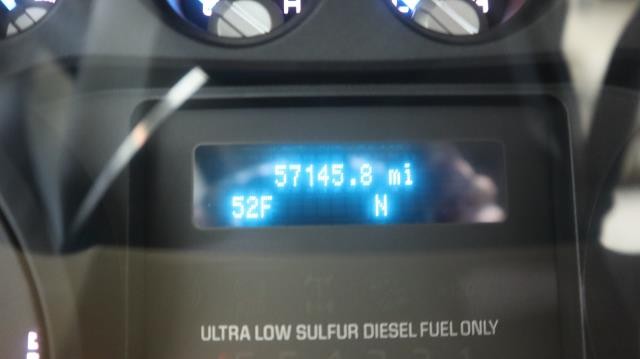 H
57145.8 mi
52F N
ULTRA LOW SULFUR DIESEL FUEL ONLY